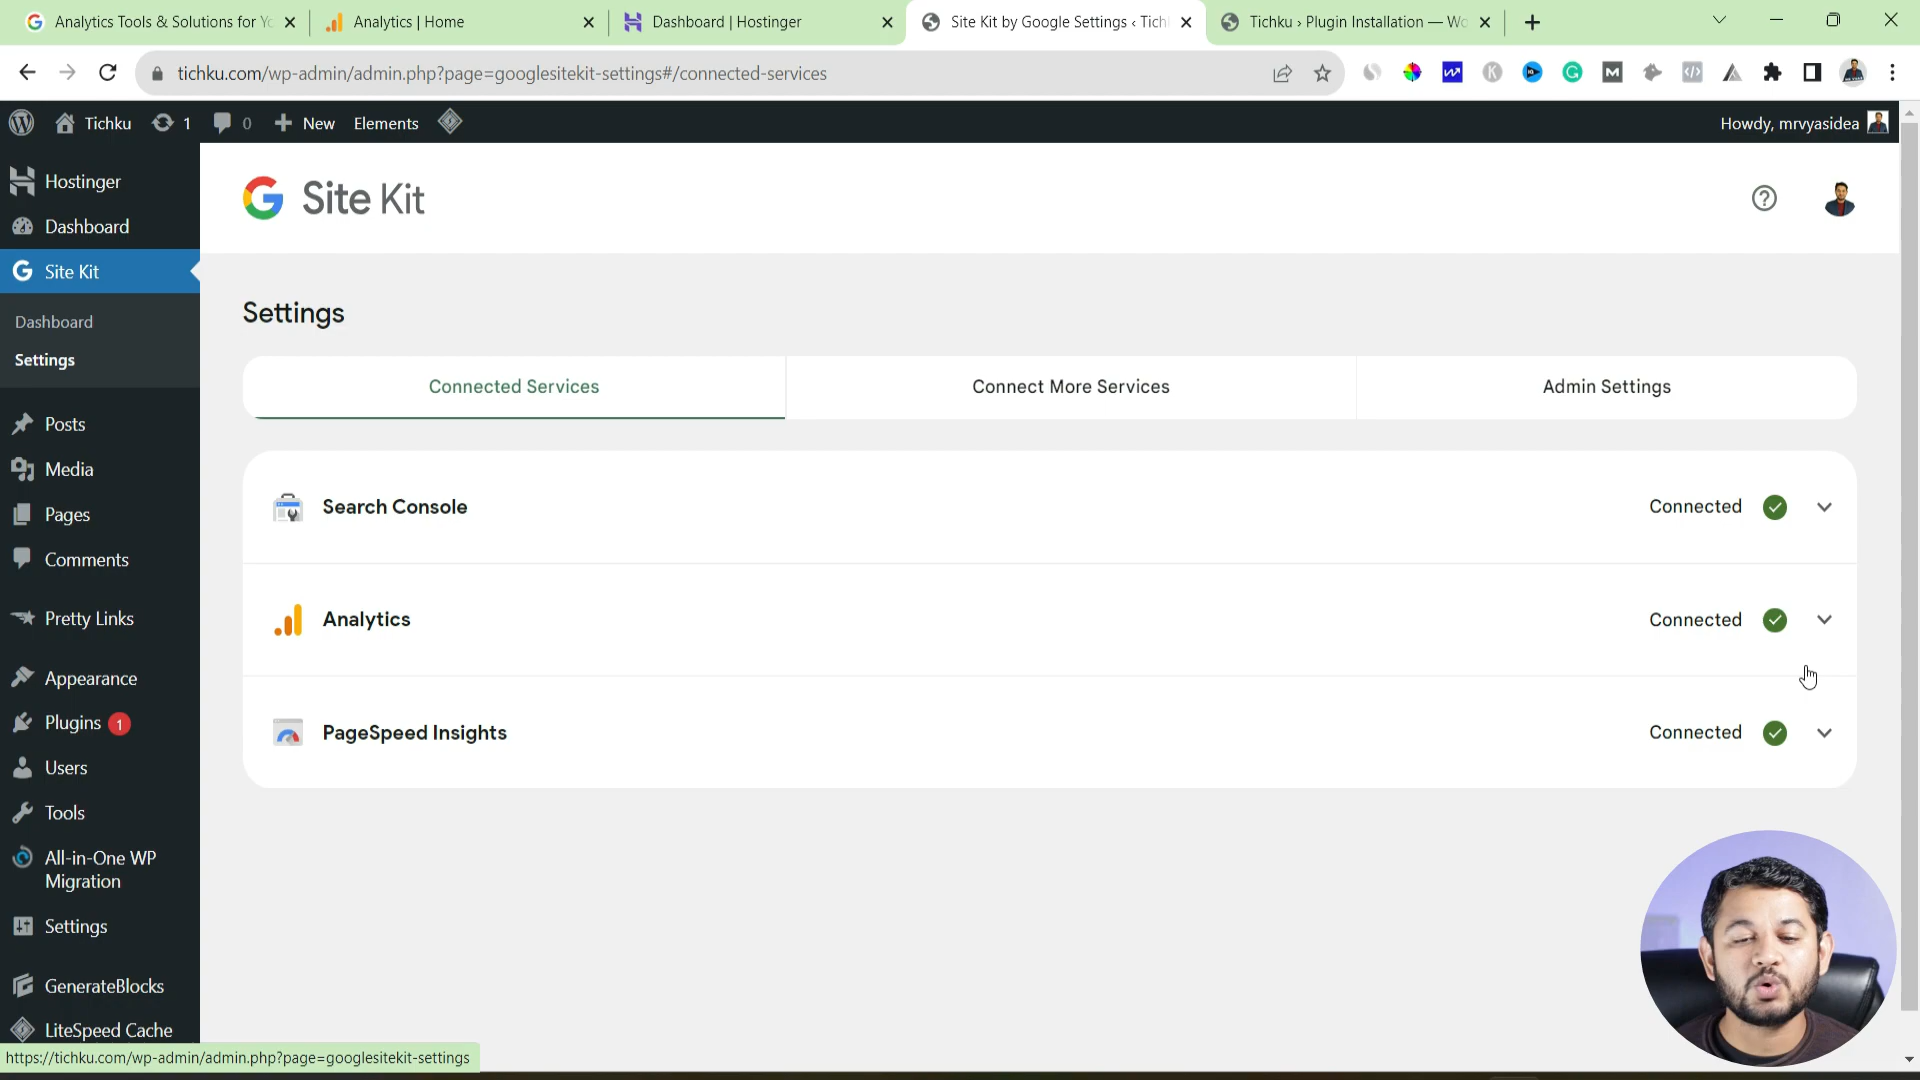 Analytics Tools & Solutions for Yo
Analytics | Home
Dashboard | Hostinger
Site Kit by Google Settings ‹ Tich
Tichku › Plugin Installation — Wo
tichku.com/wp-admin/admin.php?page=googlesitekit-settings#/connected-services
Tichku
1
0
New
Elements
Howdy, mrvyasidea
Hostinger
Dashboard
Site Kit
Dashboard
Settings
Posts
Media
Pages
Comments
Pretty Links
Appearance
Plugins 1
Users
Tools
All-in-One WP
Migration
Settings
GenerateBlocks
LiteSpeed Cache
Site Kit
Settings
Connected Services
Connect More Services
Admin Settings
Search Console
Connected
Analytics
Connected
PageSpeed Insights
Connected
https://tichku.com/wp-admin/admin.php?page=googlesitekit-settings